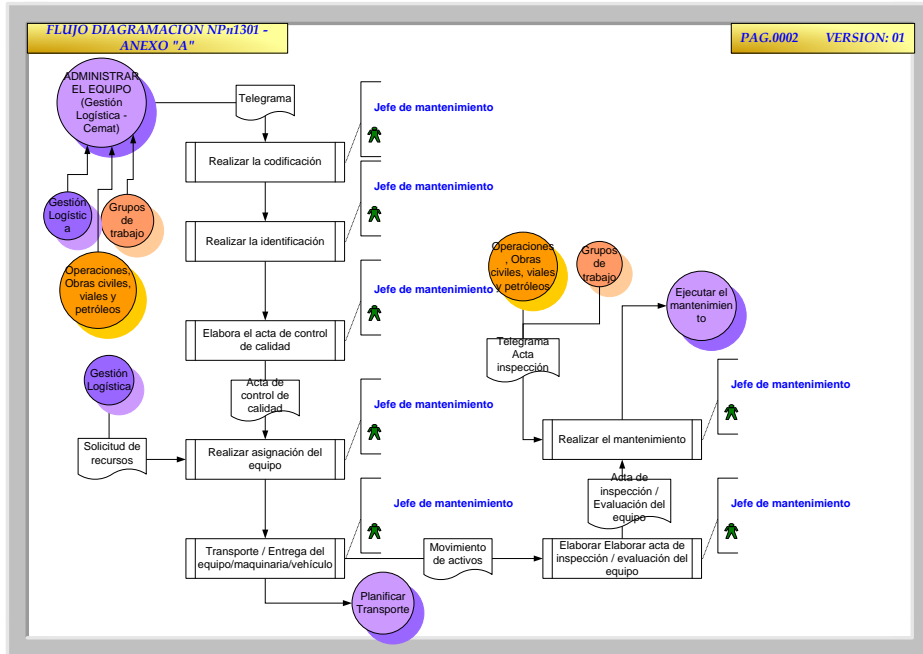 FLUJO DIAGRAMACION NPn1301 -
ANEXO "A"
PAG.0002 VERSION: 01
ADMINISTRAR
EL EQUIPO
(Gestión
Logística -
Cemat)
Telegrama
Jefe de mantenimiento
Realizar la codificación
Jefe de mantenimiento
Gestión
Logístic
a
Grupos
de
trabajo
Realizar la identificación
Operaciones,
Obras civiles,
viales y
petróleos
Operaciones
, Obras
civiles, viales
y petróleos
Grupos
de
trabajo
Jefe de mantenimiento
Ejecutar el
mantenimien
to
Elabora el acta de control
de calidad
Telegrama
Acta
inspección
Gestión
Logística
Acta de
control de
calidad
Jefe de mantenimiento
Jefe de mantenimiento
Solicitud de
recursos
Realizar asignación del
equipo
Realizar el mantenimiento
Acta de
inspección /
Evaluación del
equipo
Jefe de mantenimiento
Jefe de mantenimiento
Transporte / Entrega del
equipo/maquinaria/vehículo
Movimiento
de activos
Elaborar Elaborar acta de
inspección / evaluación del
equipo
Planificar
Transporte